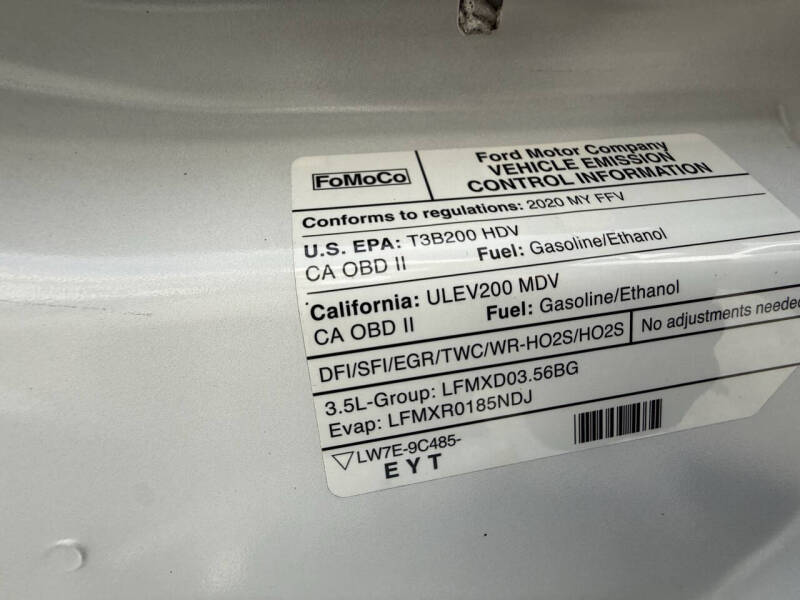 FoMoCo
Ford Motor Company
VEHICLE EMISSION
CONTROL INFORMATION
Conforms to regulations: 2020 MY FFV
U.S. EPA: T3B200 HDV
CA OBD II Fuel: Gasoline/Ethanol
California: ULEV200 MDV
CA OBD II Fuel: Gasoline/Ethanol
DFI/SFI/EGR/TWC/WR-HO2S/HO2S
No adjustments needed
3.5L-Group: LFMXD03.56BG
Evap: LFMXR0185NDJ
LW7E-9C485-
EYT